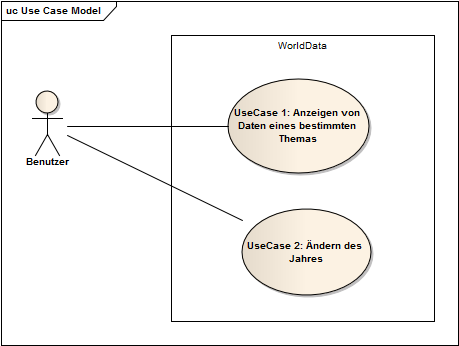 uc Use Case Model
WorldData
UseCase 1: Anzeigen von
Daten eines bestimmten
Themas
Benutzer
UseCase 2: Ändern des
Jahres